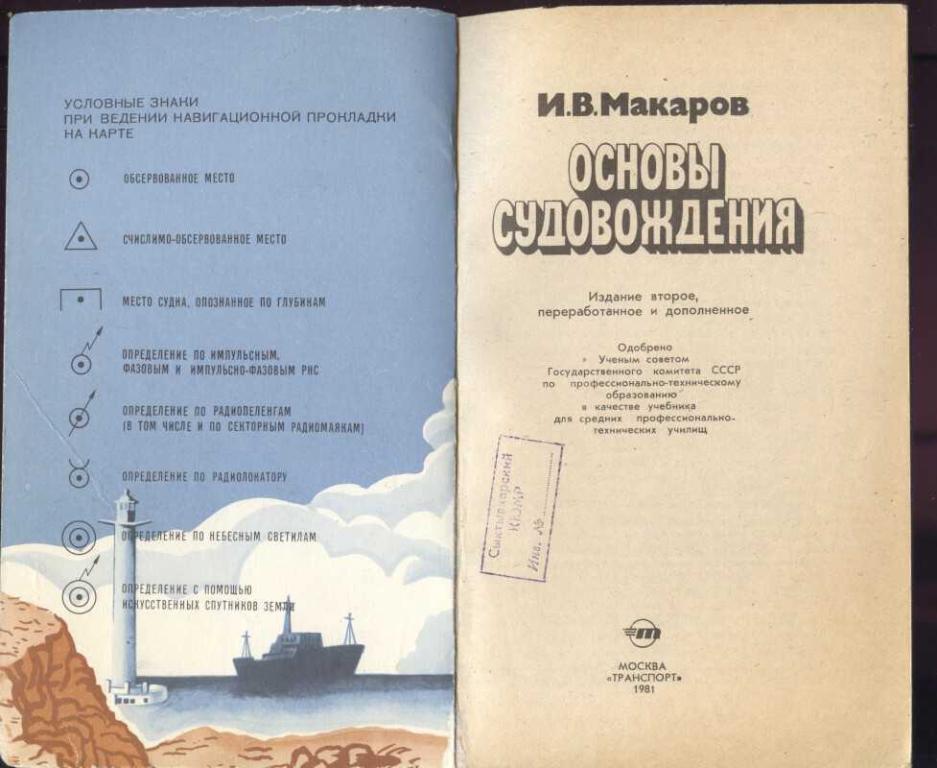 УСЛОВНЫЕ ЗНАКИ
ПРИ ВЕДЕНИИ НАВИГАЦИОННОЙ ПРОКЛАДКИ
НА КАРТЕ
ОБСЕРВОВАННОЕ МЕСТО
СЧИСЛИМО-ОБСЕРВОВАННОЕ МЕСТО
МЕСТО СУДНА, ОПОЗНАННОЕ ПО ГЛУБИНАМ
ОПРЕДЕЛЕНИЕ ПО ИМПУЛЬСНЫМ,
ФАЗОВЫМ И ИМПУЛЬСНО-ФАЗОВЫМ РНС
ОПРЕДЕЛЕНИЕ ПО РАДИОПЕЛЕНГАМ
(В ТОМ ЧИСЛЕ И ПО СЕКТОРНЫМ РАДИОМАЯКАМ)
ОПРЕДЕЛЕНИЕ ПО РАДИОЛОКАТОРУ
ОПРЕДЕЛЕНИЕ ПО НЕБЕСНЫМ СВЕТИЛАМ
ОПРЕДЕЛЕНИЕ С ПОМОЩЬЮ
ИСКУССТВЕННЫХ СПУТНИКОВ ЗЕМЛИ
И.В.Макаров
ОСНОВЫ
СУДОВОЖДЕНИЯ
Издание второе,
переработанное и дополненное
Одобрено
Ученым советом
Государственного комитета СССР
по профессионально-техническому
образованию
в качестве учебника
для средних профессионально-
технических училищ
Сыктывкарский
Инв. №
т
МОСКВА
«ТРАНСПОРТ»
1981